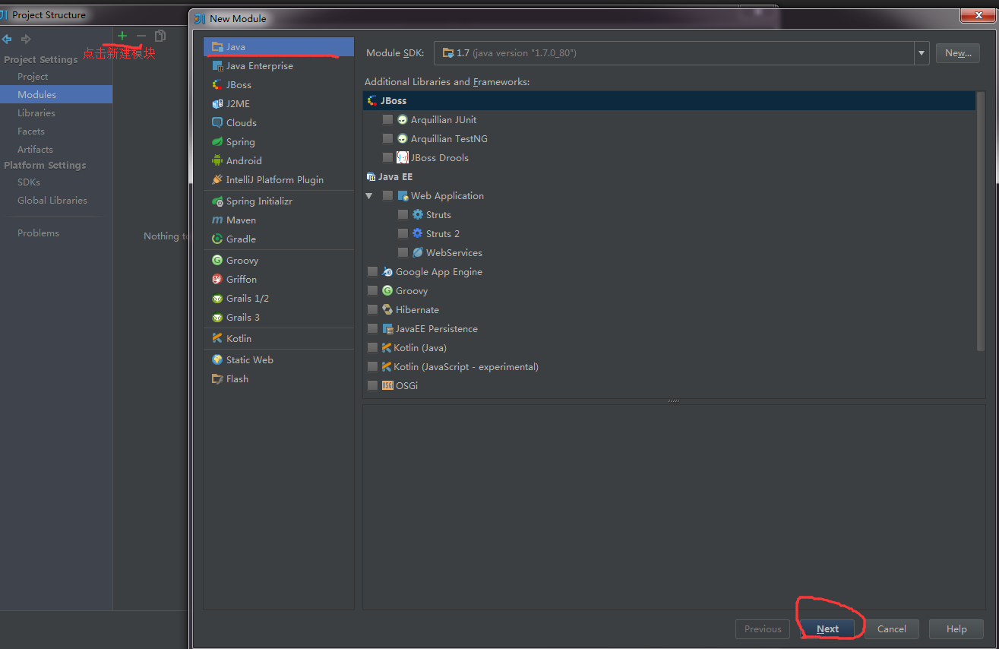 Project Structure
点击新建模块
Project Settings
Project
Modules
Libraries
Facets
Artifacts
Platform Settings
SDKs
Global Libraries
Problems
Nothing to
New Module
Java
Java Enterprise
JBoss
J2ME
Clouds
Spring
Android
IntelliJ Platform Plugin
Spring Initializr
Maven
Gradle
Groovy
Griffon
Grails 1/2
Grails 3
Kotlin
Static Web
Flash
Module SDK: 1.7 (java version "1.7.0_80") New...
Additional Libraries and Frameworks:
JBoss
Arquillian JUnit
Arquillian TestNG
JBoss Drools
Java EE
Web Application
Struts
Struts 2
WebServices
Google App Engine
Groovy
Hibernate
JavaEE Persistence
Kotlin (Java)
Kotlin (JavaScript - experimental)
OSGi
Previous Next Cancel Help